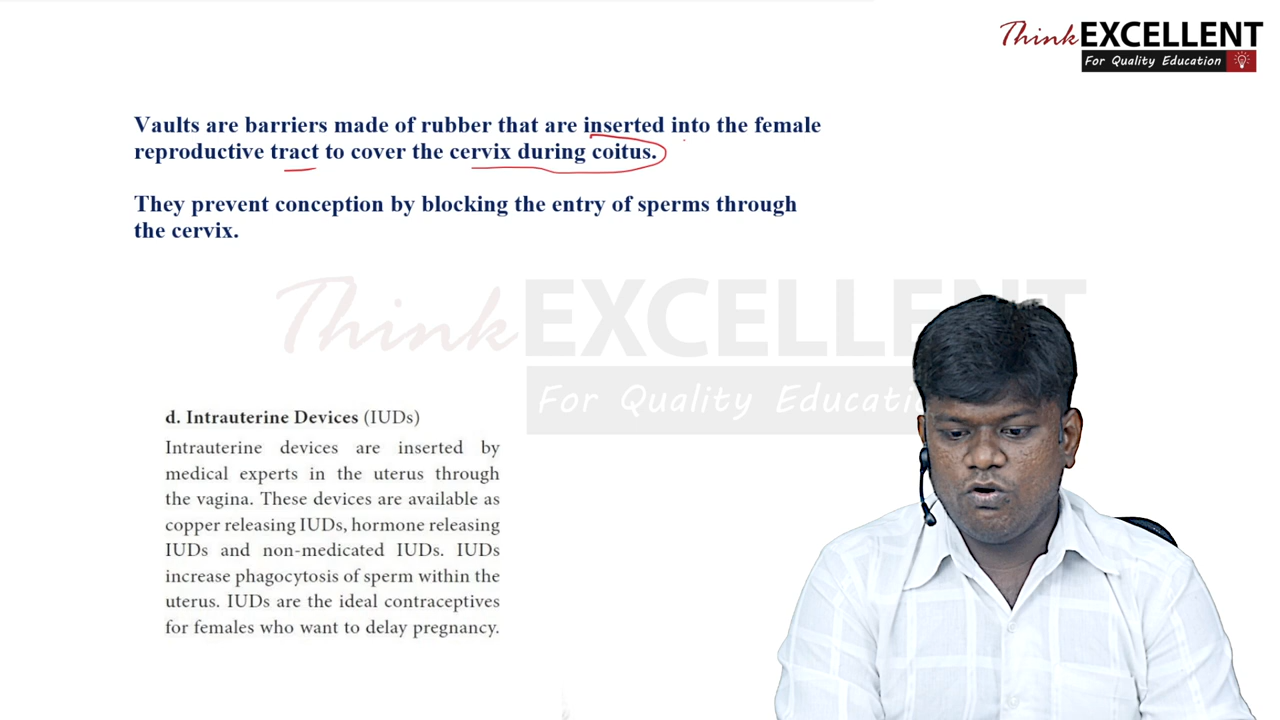 Think EXCELLENT
For Quality Education
Vaults are barriers made of rubber that are inserted into the female
reproductive tract to cover the cervix during coitus.
They prevent conception by blocking the entry of sperms through
the cervix.
Think EXCELLENT
For Quality Educati
d. Intrauterine Devices (IUDs)
Intrauterine devices are inserted by
medical experts in the uterus through
the vagina. These devices are available as
copper releasing IUDs, hormone releasing
IUDs and non-medicated IUDs. IUDs
increase phagocytosis of sperm within the
uterus. IUDs are the ideal contraceptives
for females who want to delay pregnancy.